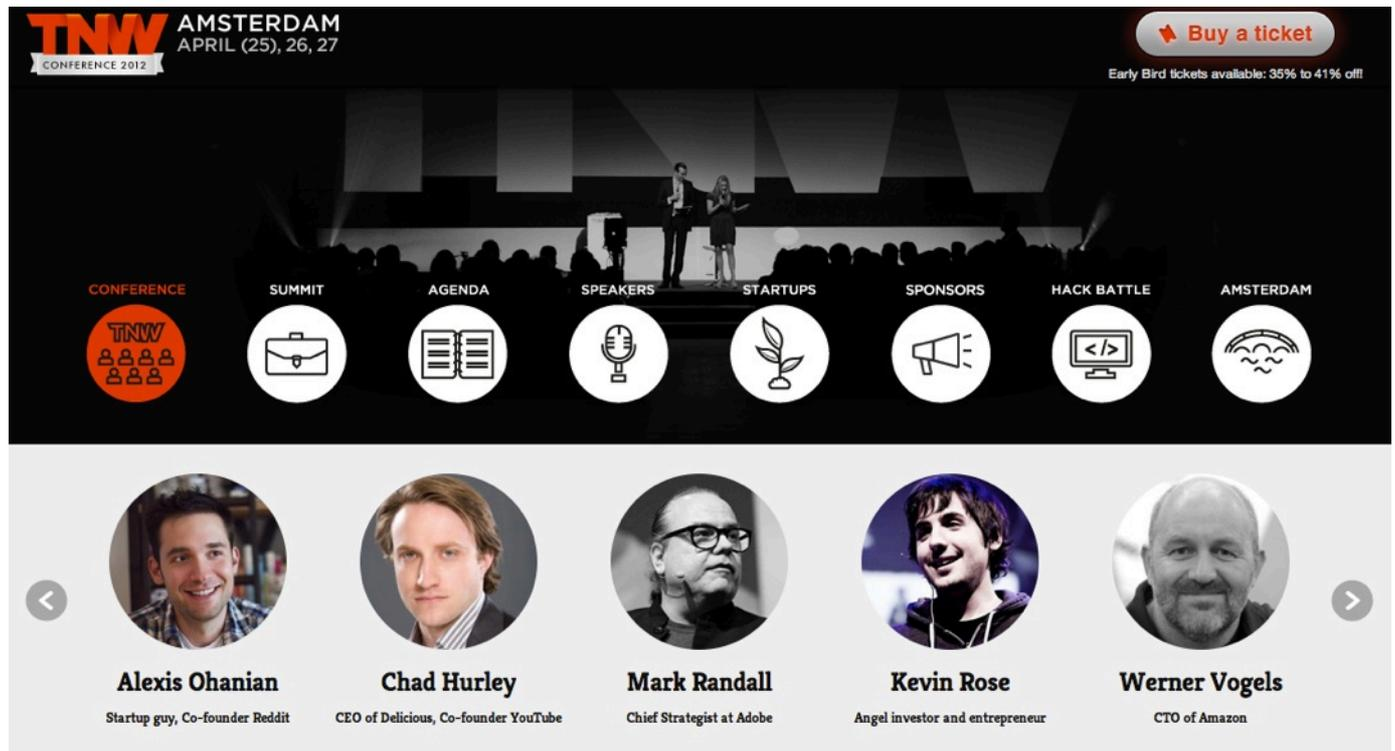 TNW
CONFERENCE 2012
AMSTERDAM
APRIL (25), 26, 27
Buy a ticket
Early Bird tickets available: 35% to 41% off!
TNW
CONFERENCE
SUMMIT
AGENDA
SPEAKERS
STARTUPS
SPONSORS
HACK BATTLE
AMSTERDAM
TNW
</>
Alexis Ohanian
Startup guy, Co-founder Reddit
Chad Hurley
CEO of Delicious, Co-founder YouTube
Mark Randall
Chief Strategist at Adobe
Kevin Rose
Angel investor and entrepreneur
Werner Vogels
CTO of Amazon